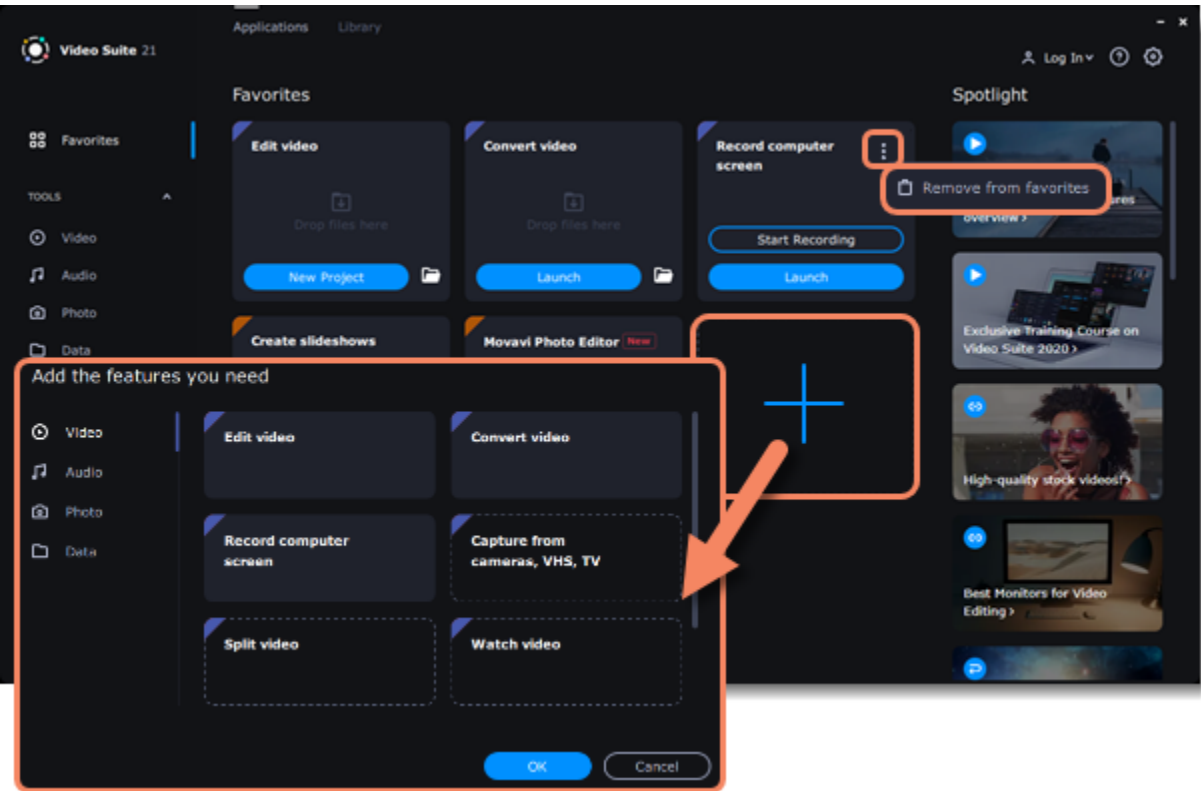 Applications Library
Video Suite 21
Log In
Favorites
Spotlight
Favorites
TOOLS
Video
Audio
Photo
Data
Edit video
Drop files here
New Project
Convert video
Drop files here
Launch
Record computer
screen
Remove from favorites
Start Recording
Launch
Create slideshows
Movavi Photo Editor New
overview >
Exclusive Training Course on
Video Suite 2020 >
High-quality stock videos! >
Best Monitors for Video
Editing >
Add the features you need
Video
Audio
Photo
Data
Edit video
Convert video
Record computer
screen
Capture from
cameras, VHS, TV
Split video
Watch video
OK
Cancel